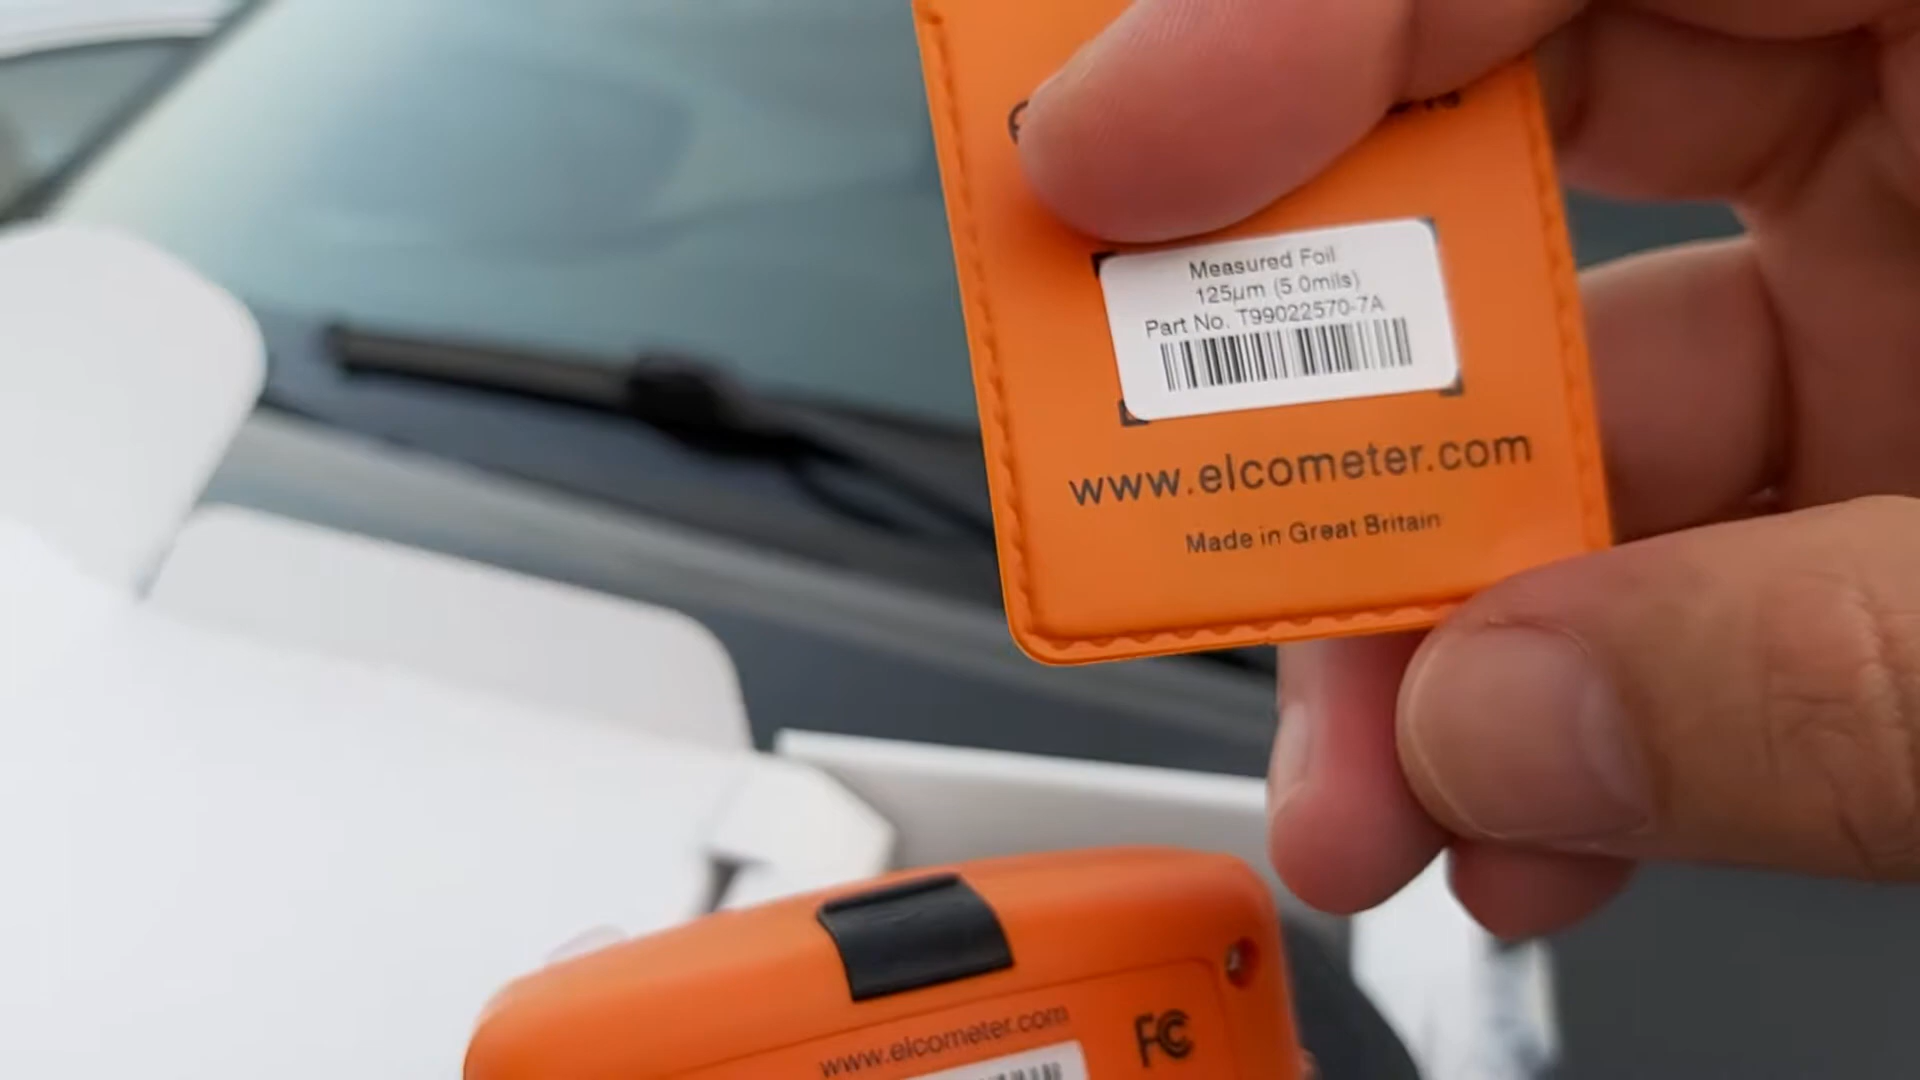 Measured Foil
125µm (5.0mils)
Part No. T99022570-7A
www.elcometer.com
Made in Great Britain
www.elcometer.com
FC